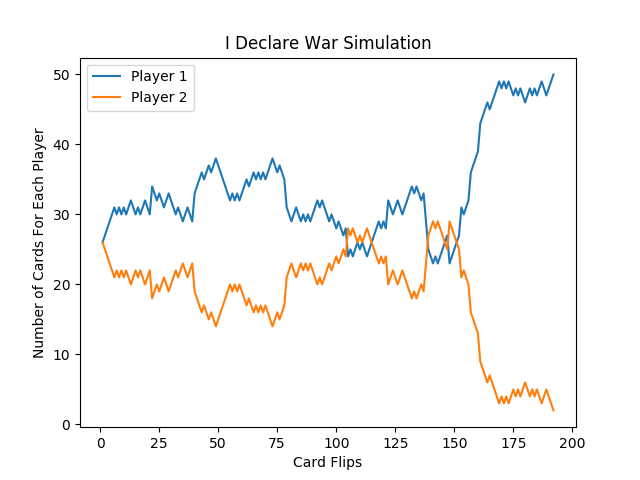 I Declare War Simulation
Player 1
Player 2
Number of Cards For Each Player
50
40
30
20
10
0
0 25 50 75 100 125 150 175 200
Card Flips